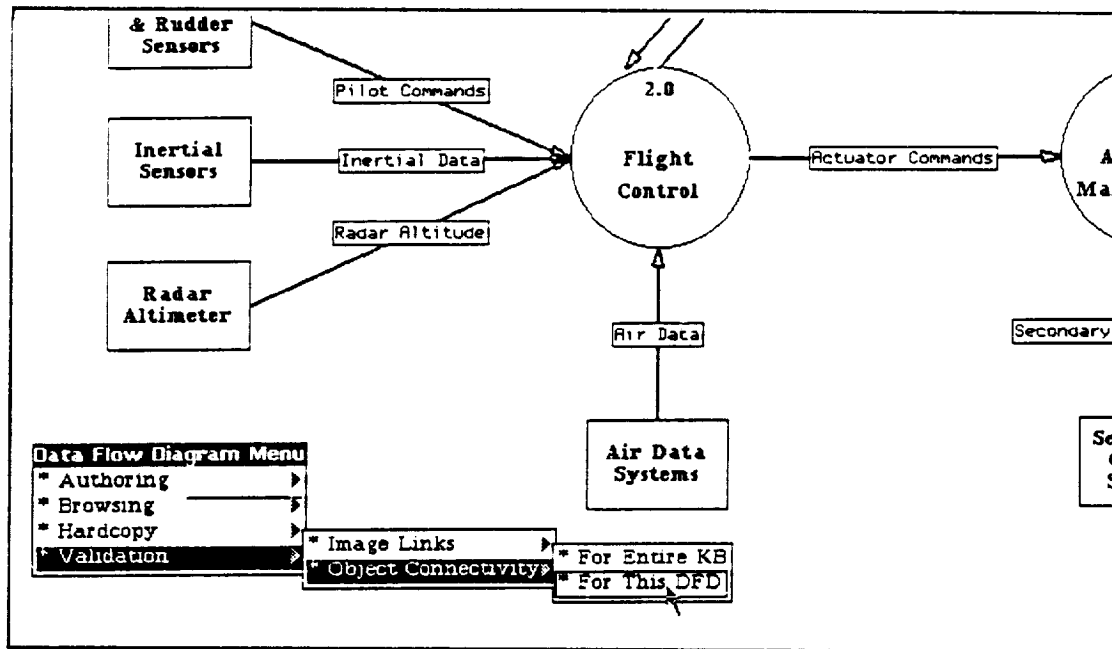 & Rudder
Sensors
Pilot Commands
2.0
Inertial
Sensors
Inertial Data
Flight
Control
Actuator Commands
A
Ma
Radar Altitude
Radar
Altimeter
Air Data
Secondary
Air Data
Systems
Se
C
S
Data Flow Diagram Menu
* Authoring
* Browsing
* Hardcopy
* Validation
* Image Links
* Object Connectivity
* For Entire KB
* For This DFD